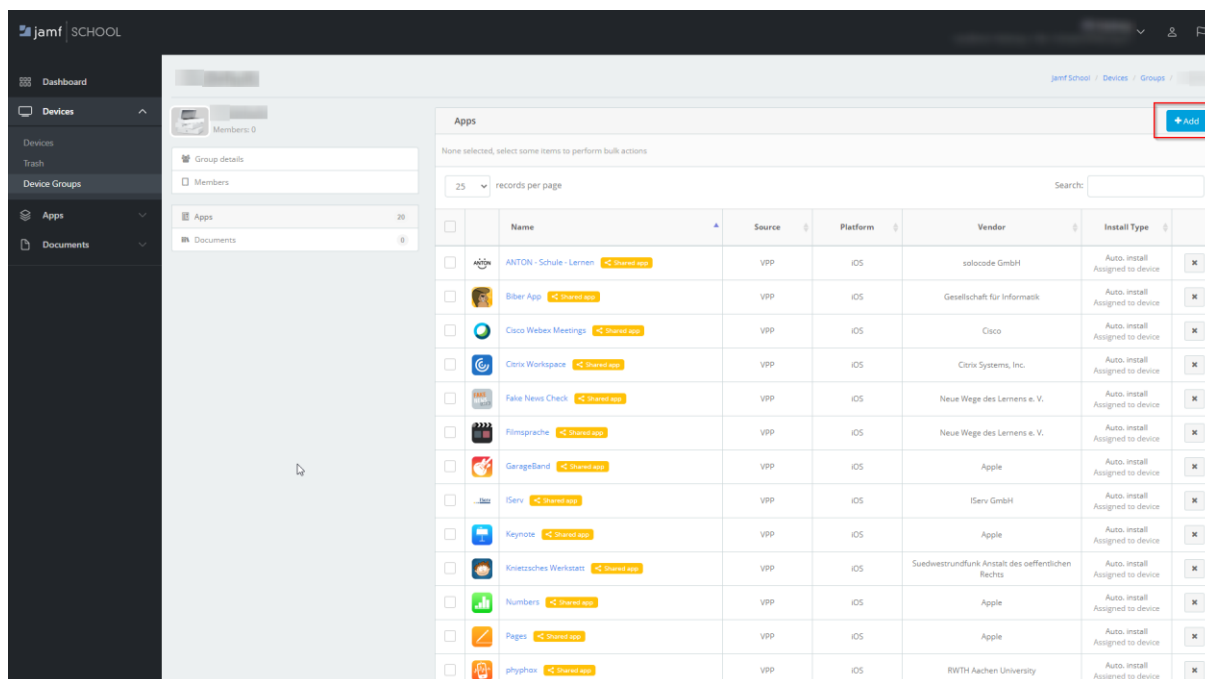 jamf SCHOOL
Dashboard
Devices
Devices
Trash
Device Groups
Apps
Documents
Jamf School / Devices / Groups /
Members: 0
Group details
Members
Apps 20
Documents 0
Apps
+ Add
None selected, select some items to perform bulk actions
25 records per page
Search:
Name Source Platform Vendor Install Type
ANTON - Schule - Lernen Shared app VPP iOS solocode GmbH Auto. install
Assigned to device
Biber App Shared app VPP iOS Gesellschaft für Informatik Auto. install
Assigned to device
Cisco Webex Meetings Shared app VPP iOS Cisco Auto. install
Assigned to device
Citrix Workspace Shared app VPP iOS Citrix Systems, Inc. Auto. install
Assigned to device
Fake News Check Shared app VPP iOS Neue Wege des Lernens e. V. Auto. install
Assigned to device
Filmsprache Shared app VPP iOS Neue Wege des Lernens e. V. Auto. install
Assigned to device
GarageBand Shared app VPP iOS Apple Auto. install
Assigned to device
IServ Shared app VPP iOS IServ GmbH Auto. install
Assigned to device
Keynote Shared app VPP iOS Apple Auto. install
Assigned to device
Knietzsches Werkstatt Shared app VPP iOS Suedwestrundfunk Anstalt des oeffentlichen Rechts Auto. install
Assigned to device
Numbers Shared app VPP iOS Apple Auto. install
Assigned to device
Pages Shared app VPP iOS Apple Auto. install
Assigned to device
phyphox Shared app VPP iOS RWTH Aachen University Auto. install
Assigned to device